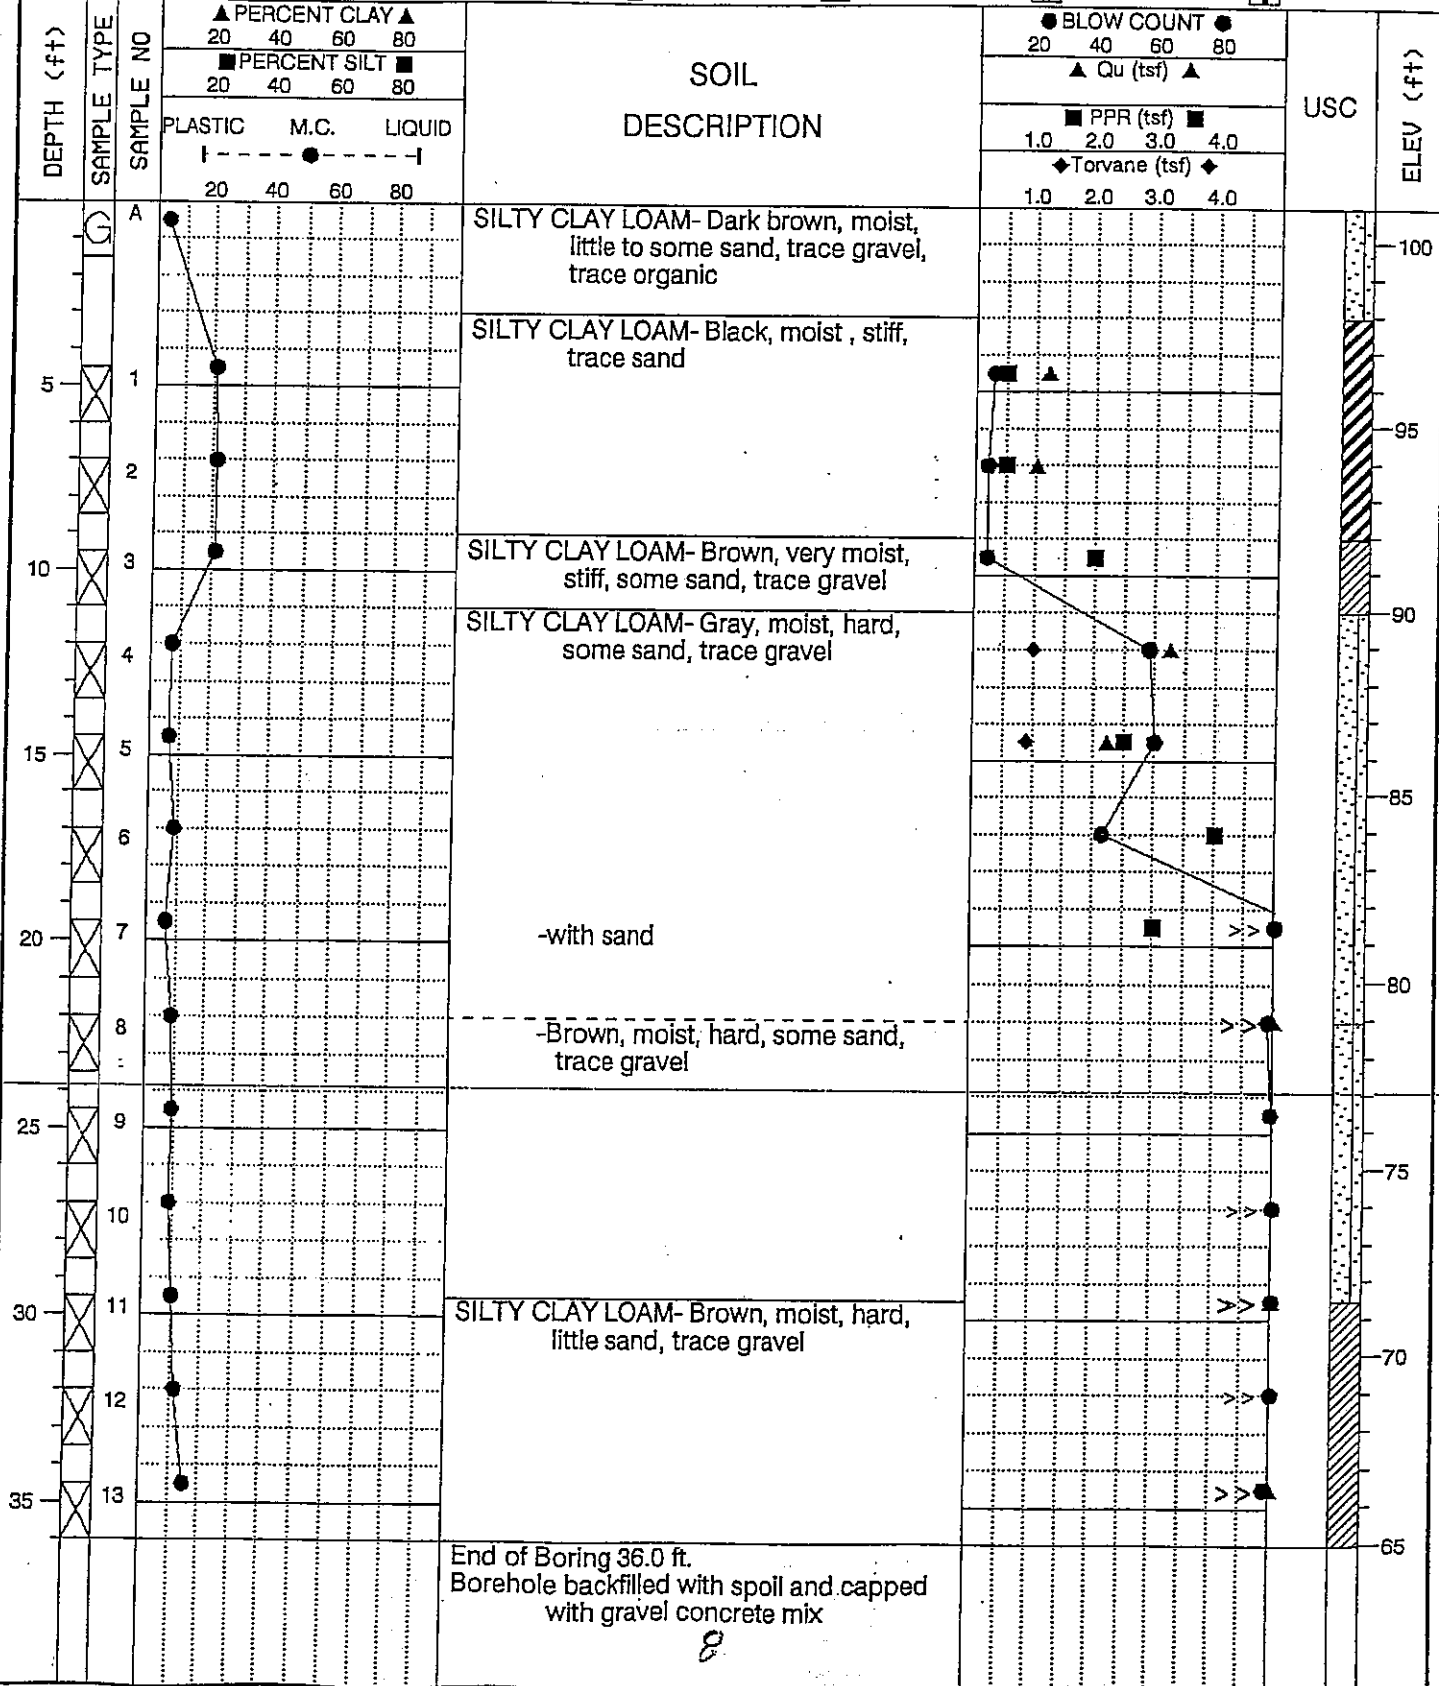 DEPTH (ft)
SAMPLE TYPE
SAMPLE NO
▲ PERCENT CLAY ▲
20 40 60 80
■ PERCENT SILT ■
20 40 60 80
PLASTIC M.C. LIQUID
20 40 60 80
SOIL
DESCRIPTION
● BLOW COUNT ●
20 40 60 80
▲ Qu (tsf) ▲
■ PPR (tsf) ■
1.0 2.0 3.0 4.0
◆Torvane (tsf) ◆
1.0 2.0 3.0 4.0
USC
ELEV (ft)
G
A
SILTY CLAY LOAM- Dark brown, moist,
little to some sand, trace gravel,
trace organic
100
SILTY CLAY LOAM- Black, moist , stiff,
trace sand
5
1
95
2
SILTY CLAY LOAM- Brown, very moist,
stiff, some sand, trace gravel
10
3
90
SILTY CLAY LOAM- Gray, moist, hard,
some sand, trace gravel
4
15
5
85
6
20
7
-with sand
>>
80
8
-Brown, moist, hard, some sand,
trace gravel
>>
25
9
75
10
>>
30
11
SILTY CLAY LOAM- Brown, moist, hard,
little sand, trace gravel
>>
70
12
>>
35
13
>>
65
End of Boring 36.0 ft.
Borehole backfilled with spoil and capped
with gravel concrete mix
8